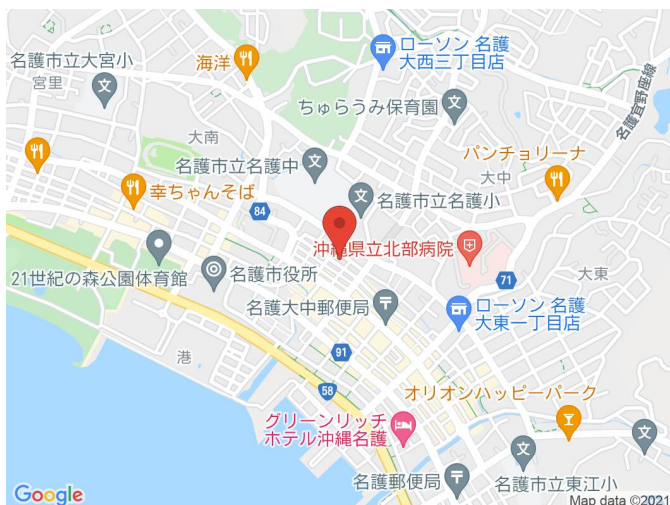 名護市立大宮小
宮里
海洋
ローソン 名護
大西三丁目店
ちゅらうみ保育園
名護宜野座線
大南
パンチョリーナ
名護市立名護中
大中
幸ちゃんそば
名護市立名護小
84
沖縄県立北部病院
21世紀の森公園体育館
名護市役所
71
大東
名護大中郵便局
ローソン 名護
大東一丁目店
港
91
58
オリオンハッピーパーク
グリーンリッチ
ホテル沖縄名護
名護郵便局
名護市立東江小
Google
Map data ©2021